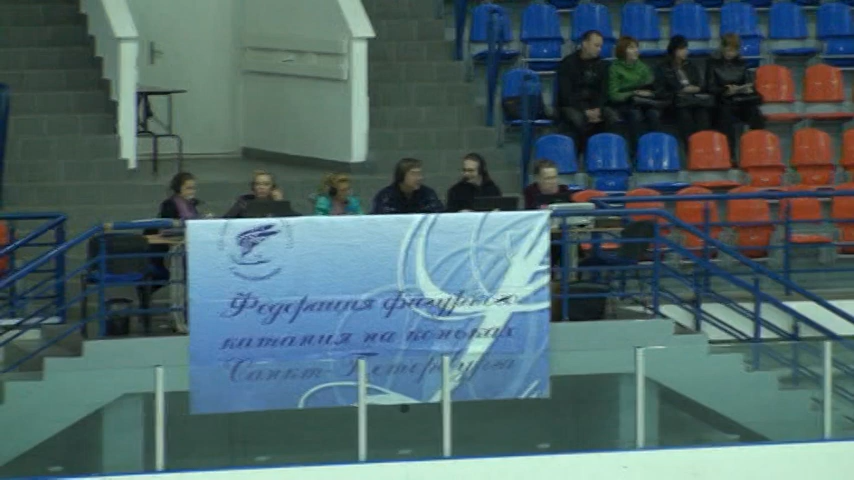 Федерация фигурного
катания на коньках
Санкт-Петербурга